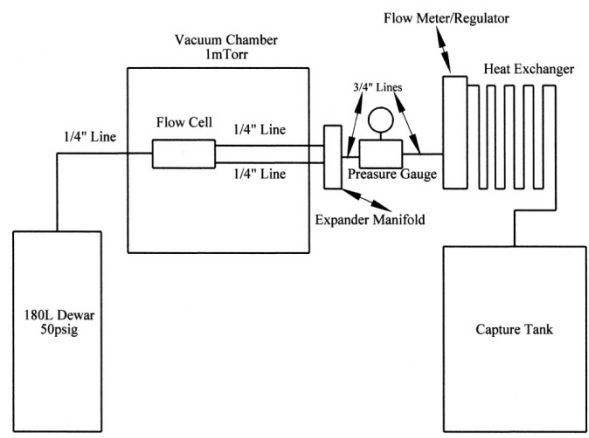 Flow Meter/Regulator
Vacuum Chamber
1mTorr
Heat Exchanger
3/4" Lines
1/4" Line
Flow Cell
1/4" Line
1/4" Line
Preasure Gauge
Expander Manifold
180L Dewar
50psig
Capture Tank